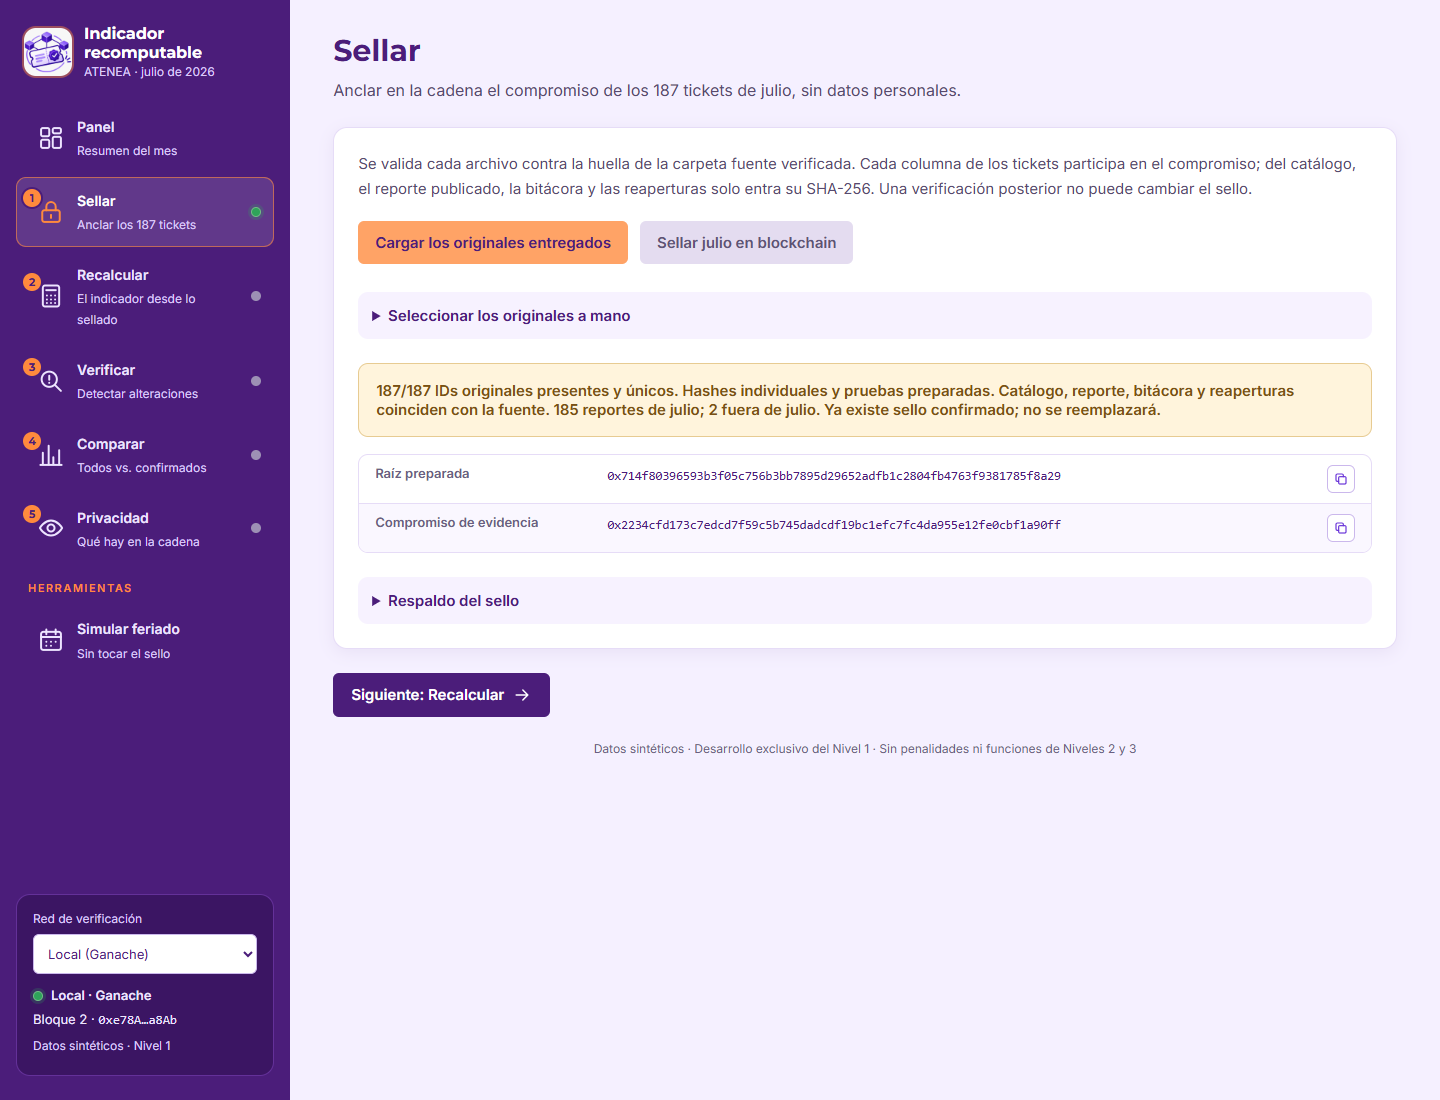 Indicador
recomputable
ATENEA · julio de 2026
Panel
Resumen del mes
1
Sellar
Anclar los 187 tickets
2
Recalcular
El indicador desde lo
sellado
3
Verificar
Detectar alteraciones
4
Comparar
Todos vs. confirmados
5
Privacidad
Qué hay en la cadena
HERRAMIENTAS
Simular feriado
Sin tocar el sello
Red de verificación
Local (Ganache)
Local · Ganache
Bloque 2 · 0xe78A…a8Ab
Datos sintéticos · Nivel 1
Sellar
Anclar en la cadena el compromiso de los 187 tickets de julio, sin datos personales.
Se valida cada archivo contra la huella de la carpeta fuente verificada. Cada columna de los tickets participa en el compromiso; del catálogo,
el reporte publicado, la bitácora y las reaperturas solo entra su SHA-256. Una verificación posterior no puede cambiar el sello.
Cargar los originales entregados
Sellar julio en blockchain
Seleccionar los originales a mano
187/187 IDs originales presentes y únicos. Hashes individuales y pruebas preparadas. Catálogo, reporte, bitácora y reaperturas
coinciden con la fuente. 185 reportes de julio; 2 fuera de julio. Ya existe sello confirmado; no se reemplazará.
Raíz preparada
0x714f80396593b3f05c756b3bb7895d29652adfb1c2804fb4763f9381785f8a29
Compromiso de evidencia
0x2234cfd173c7edcd7f59c5b745dadcdf19bc1efc7fc4da955e12fe0cbf1a90ff
Respaldo del sello
Siguiente: Recalcular
Datos sintéticos · Desarrollo exclusivo del Nivel 1 · Sin penalidades ni funciones de Niveles 2 y 3